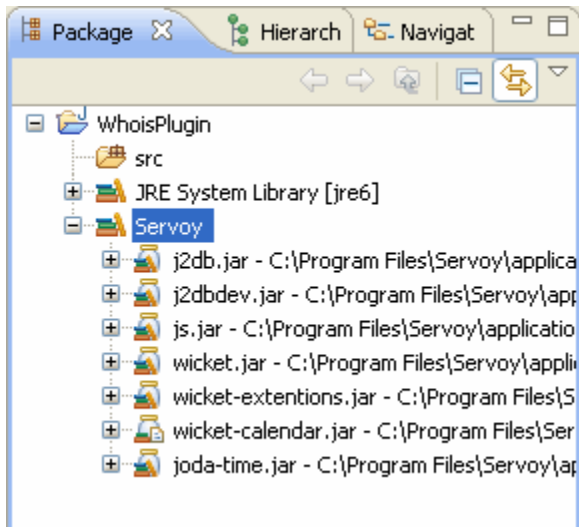 Package Hierarch Navigat
WhoisPlugin
src
JRE System Library [jre6]
Servoy
j2db.jar - C:\Program Files\Servoy\applica
j2dbdev.jar - C:\Program Files\Servoy\app
js.jar - C:\Program Files\Servoy\applicatio
wicket.jar - C:\Program Files\Servoy\applic
wicket-extentions.jar - C:\Program Files\S
wicket-calendar.jar - C:\Program Files\Ser
joda-time.jar - C:\Program Files\Servoy\ap